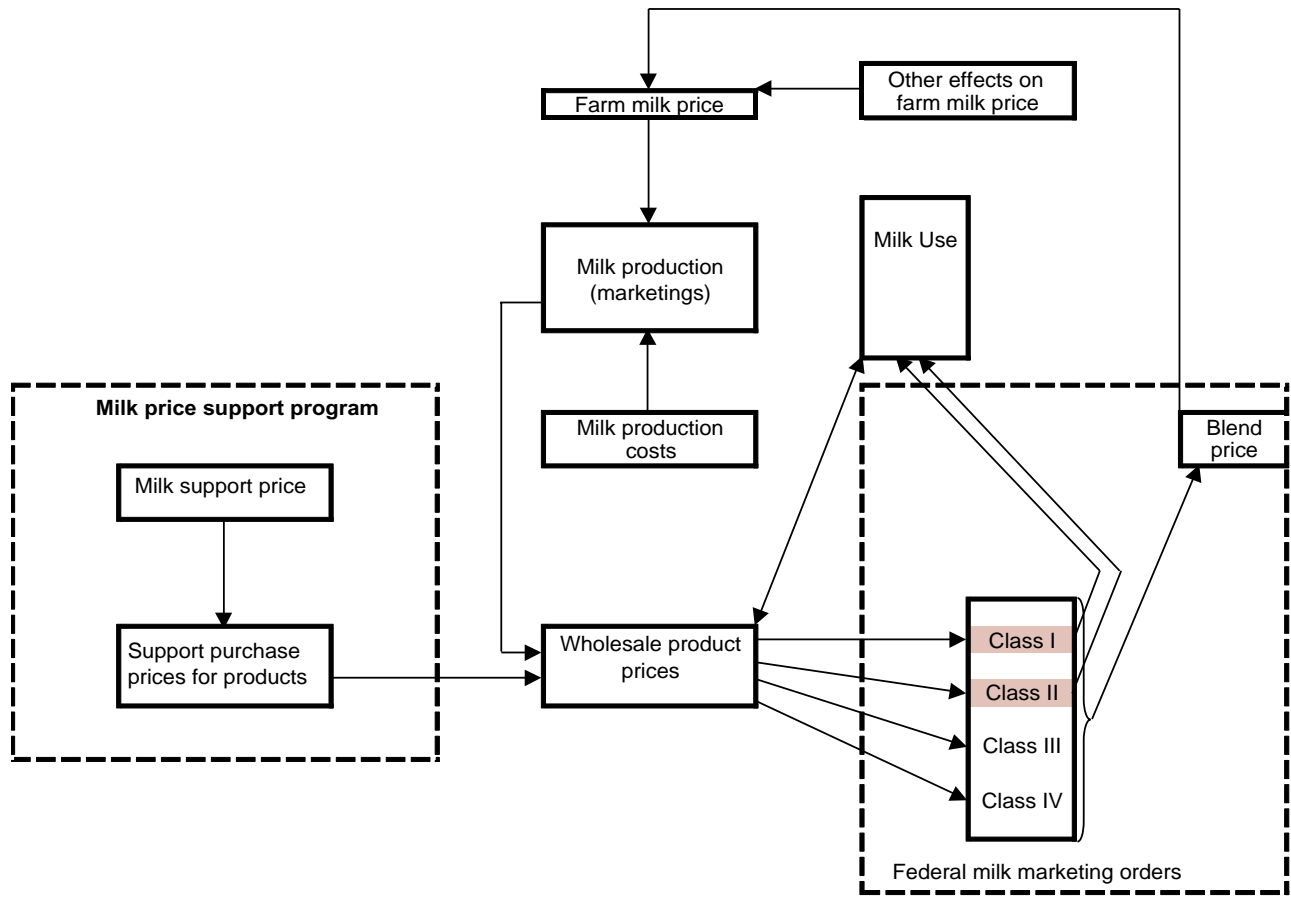 Other effects on
farm milk price
Farm milk price
Milk Use
Milk production
(marketings)
Milk price support program
Milk production
costs
Blend
price
Milk support price
Support purchase
prices for products
Wholesale product
prices
Class I
Class II
Class III
Class IV
Federal milk marketing orders